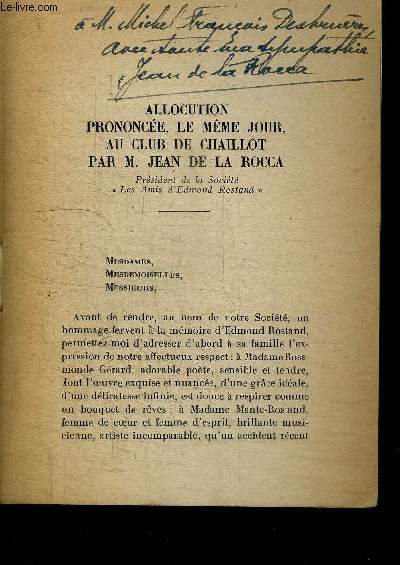 www.le-livre.com
à M. Michel François
avec toute ma sympathie
Jean de la Rocca
ALLOCUTION
PRONONCÉE, LE MÊME JOUR,
AU CLUB DE CHAILLOT
PAR M. JEAN DE LA ROCCA
Président de la Société
« Les Amis d'Edmond Rostand »
MESDAMES,
MESDEMOISELLES,
MESSIEURS,
Avant de rendre, au nom de notre Société, un
hommage fervent à la mémoire d'Edmond Rostand,
permettez-moi d'adresser d'abord à sa famille l'ex-
pression de notre affectueux respect : à Madame Rose-
monde Gérard, adorable poète, sensible et tendre,
dont l'œuvre exquise et nuancée, d'une grâce idéale,
d'une délicatesse infinie, est douce à respirer comme
un bouquet de rêves ; à Madame Mante-Rostand,
femme de cœur et femme d'esprit, brillante musi-
cienne, artiste incomparable, qu'un accident récent